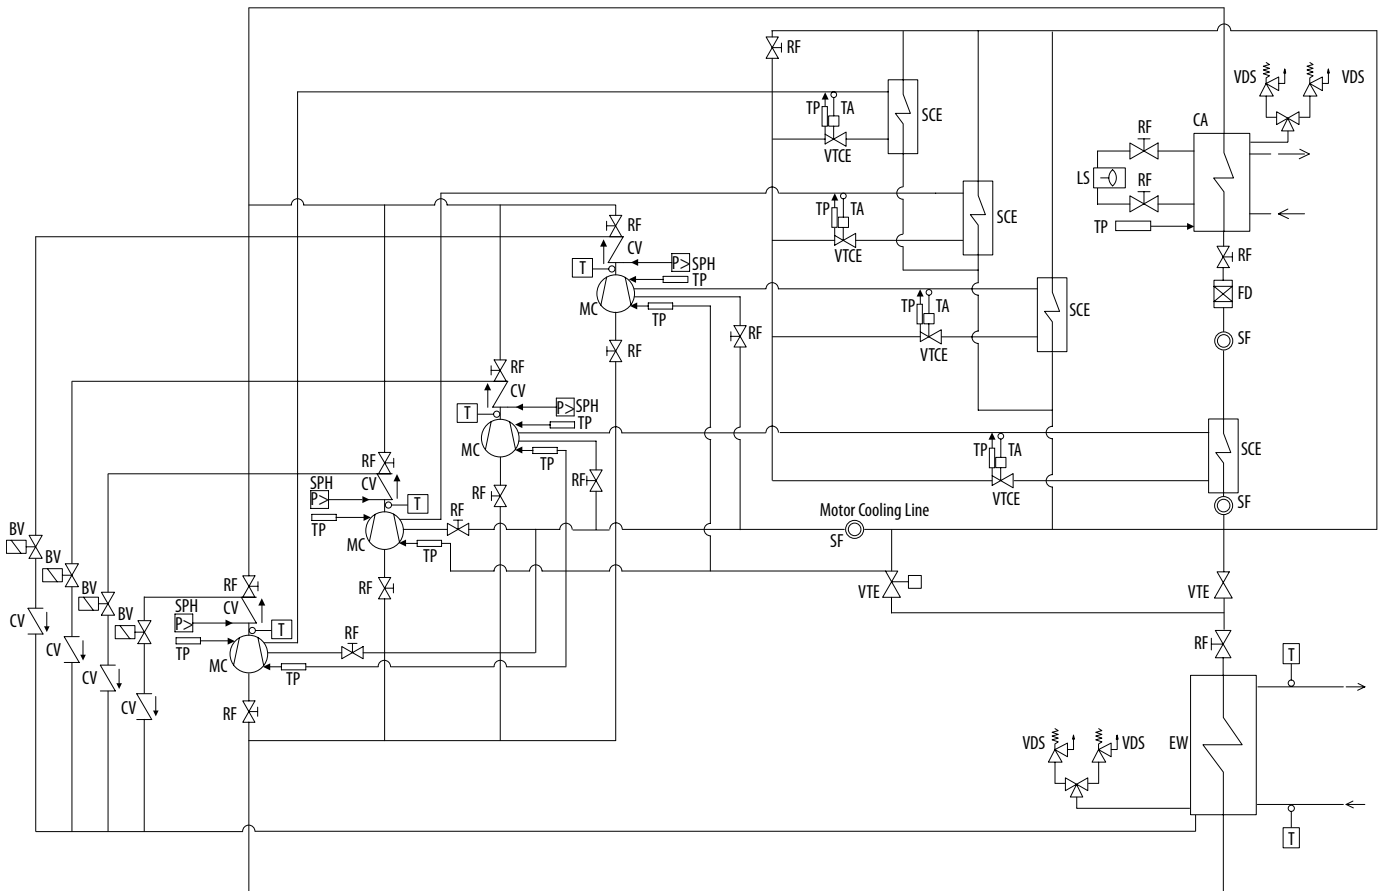 RF
VDS VDS
TP TA SCE
CA
RF
VTCE
LS RF
TP TA SCE
RF
TP
CV
VTCE
RF
T P> SPH
TP
FD
MC
TP
TP TA SCE
RF
SF
RF
VTCE
RF
CV
T P> SPH
TP
MC
TP
RF
SCE
TP TA
CV
SPH
P> T
RF RF
VTCE
SF
TP
RF
Motor Cooling Line
SF
BV
MC
TP
BV
RF RF
VTE VTE
BV
SPH
CV
BV
P> T
CV
RF
RF
TP
CV
MC
TP
T
CV
CV
RF
VDS VDS
EW
T